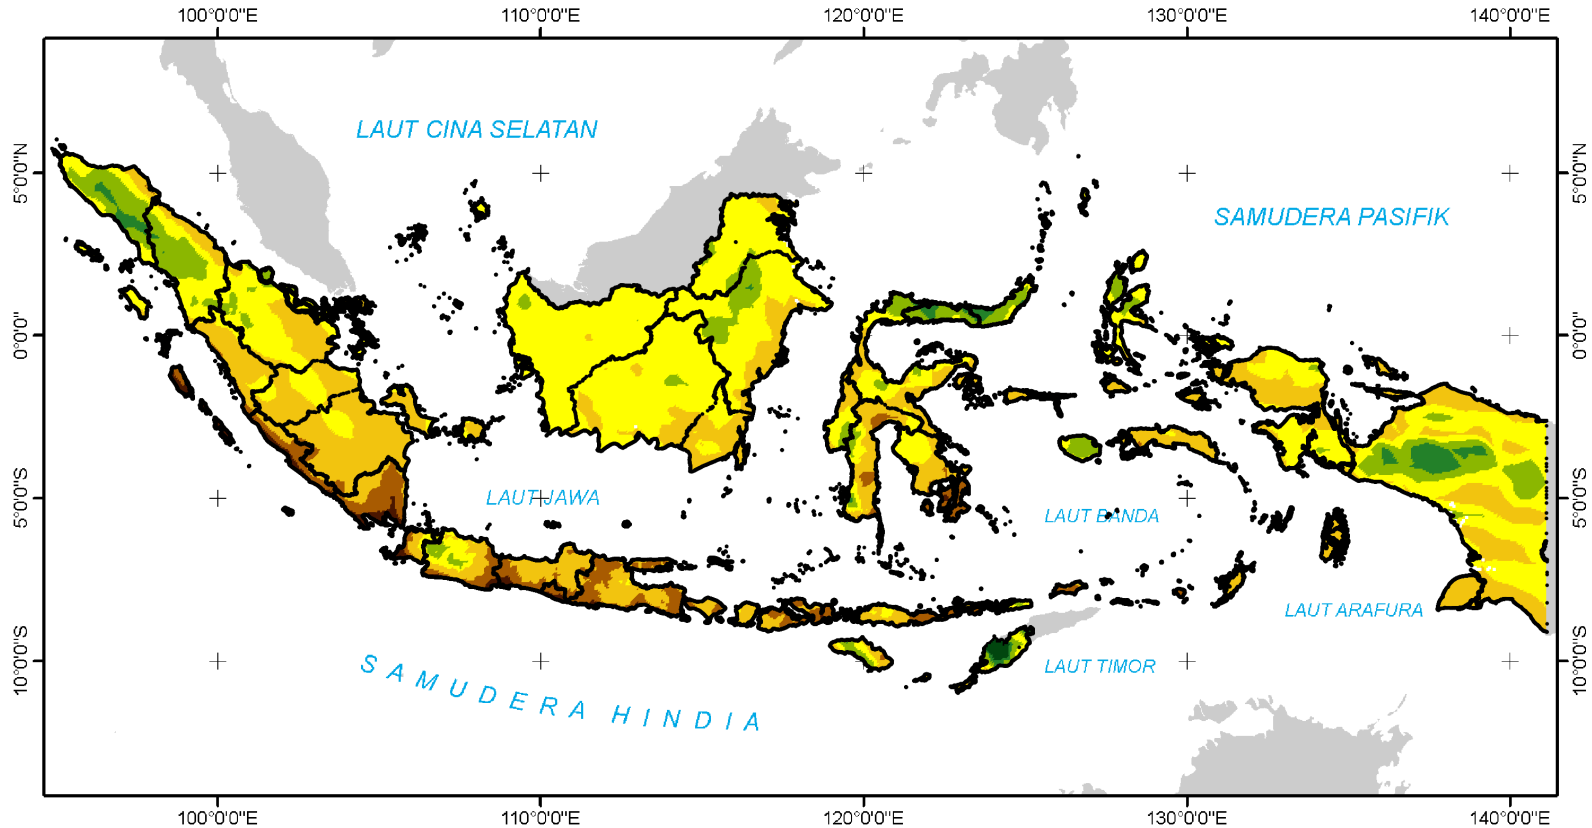 100°0'0"E 110°0'0"E 120°0'0"E 130°0'0"E 140°0'0"E
LAUT CINA SELATAN
5°0'0"N 5°0'0"N
SAMUDERA PASIFIK
0°0'0" 0°0'0"
5°0'0"S LAUT JAWA 5°0'0"S
LAUT BANDA
LAUT ARAFURA
10°0'0"S LAUT TIMOR 10°0'0"S
SAMUDERA HINDIA
100°0'0"E 110°0'0"E 120°0'0"E 130°0'0"E 140°0'0"E